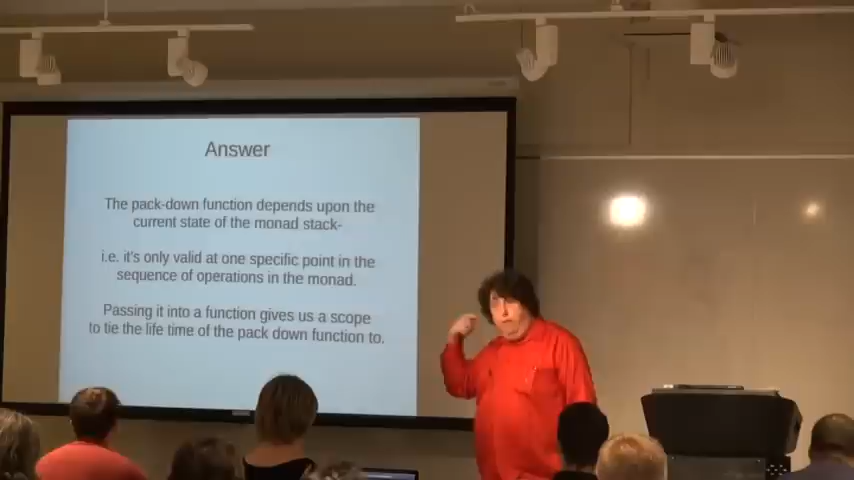 Answer
The pack-down function depends upon the
current state of the monad stack-
i.e. it's only valid at one specific point in the
sequence of operations in the monad.
Passing it into a function gives us a scope
to tie the life time of the pack down function to.